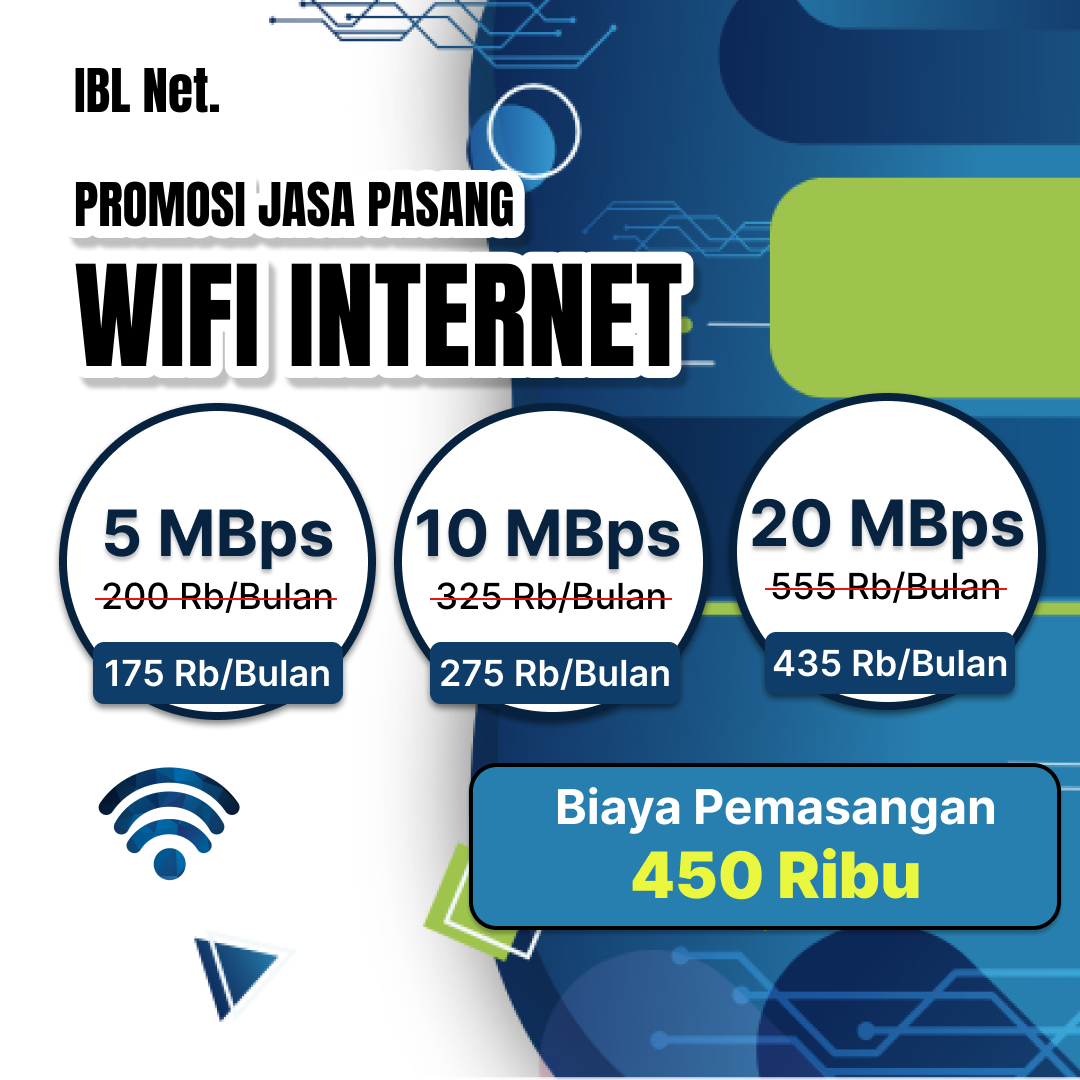 IBL Net.
PROMOSI JASA PASANG
WIFI INTERNET
5 MBps
200 Rb/Bulan
175 Rb/Bulan
10 MBps
325 Rb/Bulan
275 Rb/Bulan
20 MBps
555 Rb/Bulan
435 Rb/Bulan
Biaya Pemasangan
450 Ribu